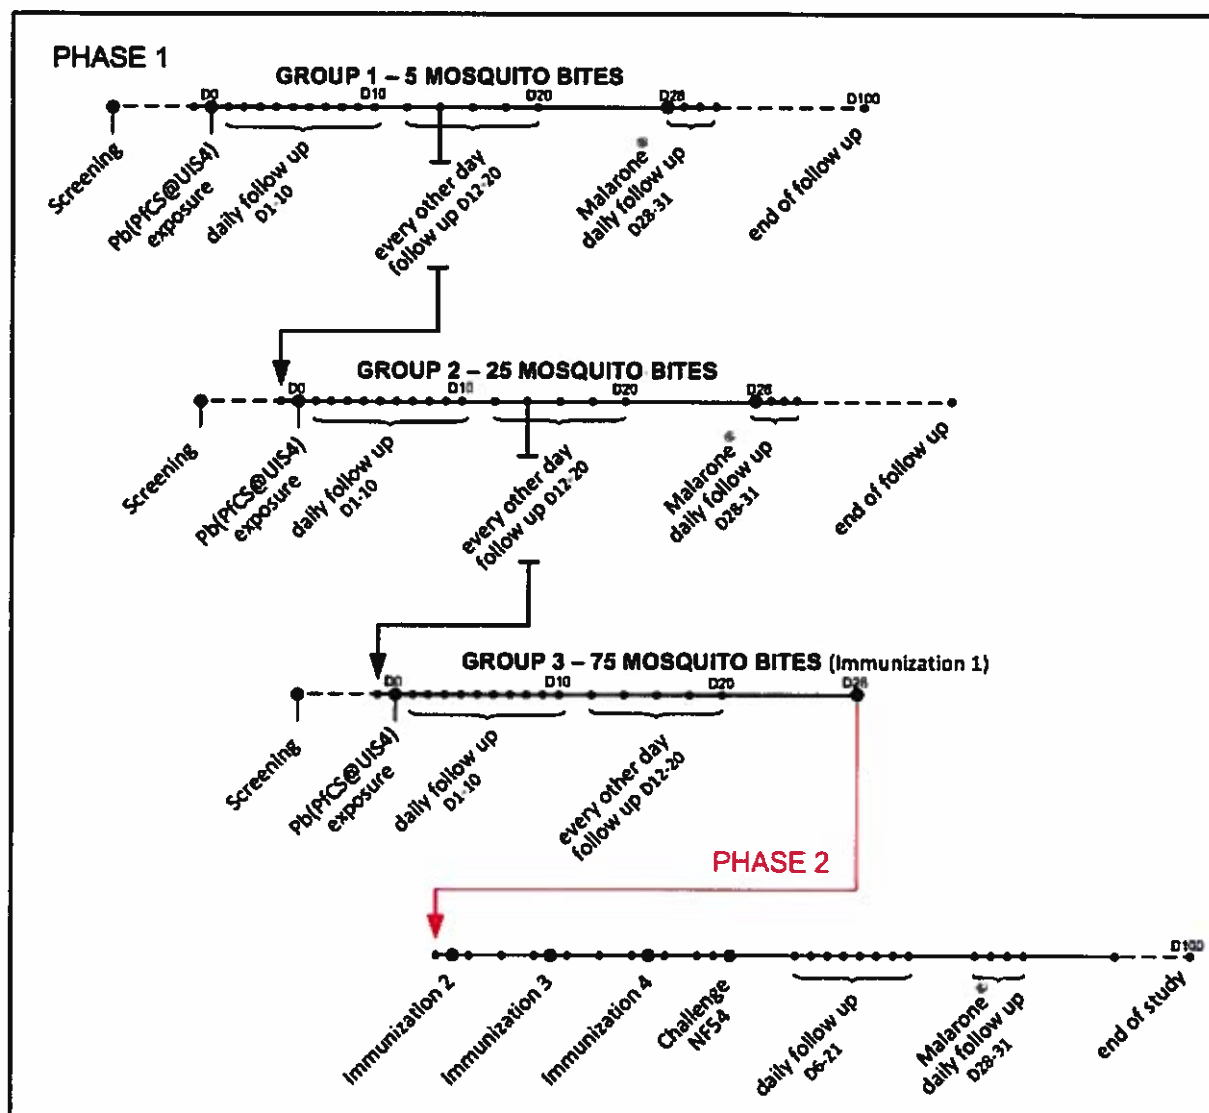 PHASE 1
GROUP 1 – 5 MOSQUITO BITES
D0
D10
D20
D28
D100
Screening
Pb(PfCS@UIS4)
exposure
daily follow up
D1-10
every other day
follow up D12-20
Malarone
daily follow up
D28-31
end of follow up
GROUP 2 – 25 MOSQUITO BITES
D0
D10
D20
D28
Screening
Pb(PfCS@UIS4)
exposure
daily follow up
D1-10
every other day
follow up D12-20
Malarone
daily follow up
D28-31
end of follow up
GROUP 3 – 75 MOSQUITO BITES (Immunization 1)
D0
D10
D20
D28
Screening
Pb(PfCS@UIS4)
exposure
daily follow up
D1-10
every other day
follow up D12-20
PHASE 2
D100
Immunization 2
Immunization 3
Immunization 4
Challenge
NF54
daily follow up
D6-21
Malarone
daily follow up
D28-31
end of study